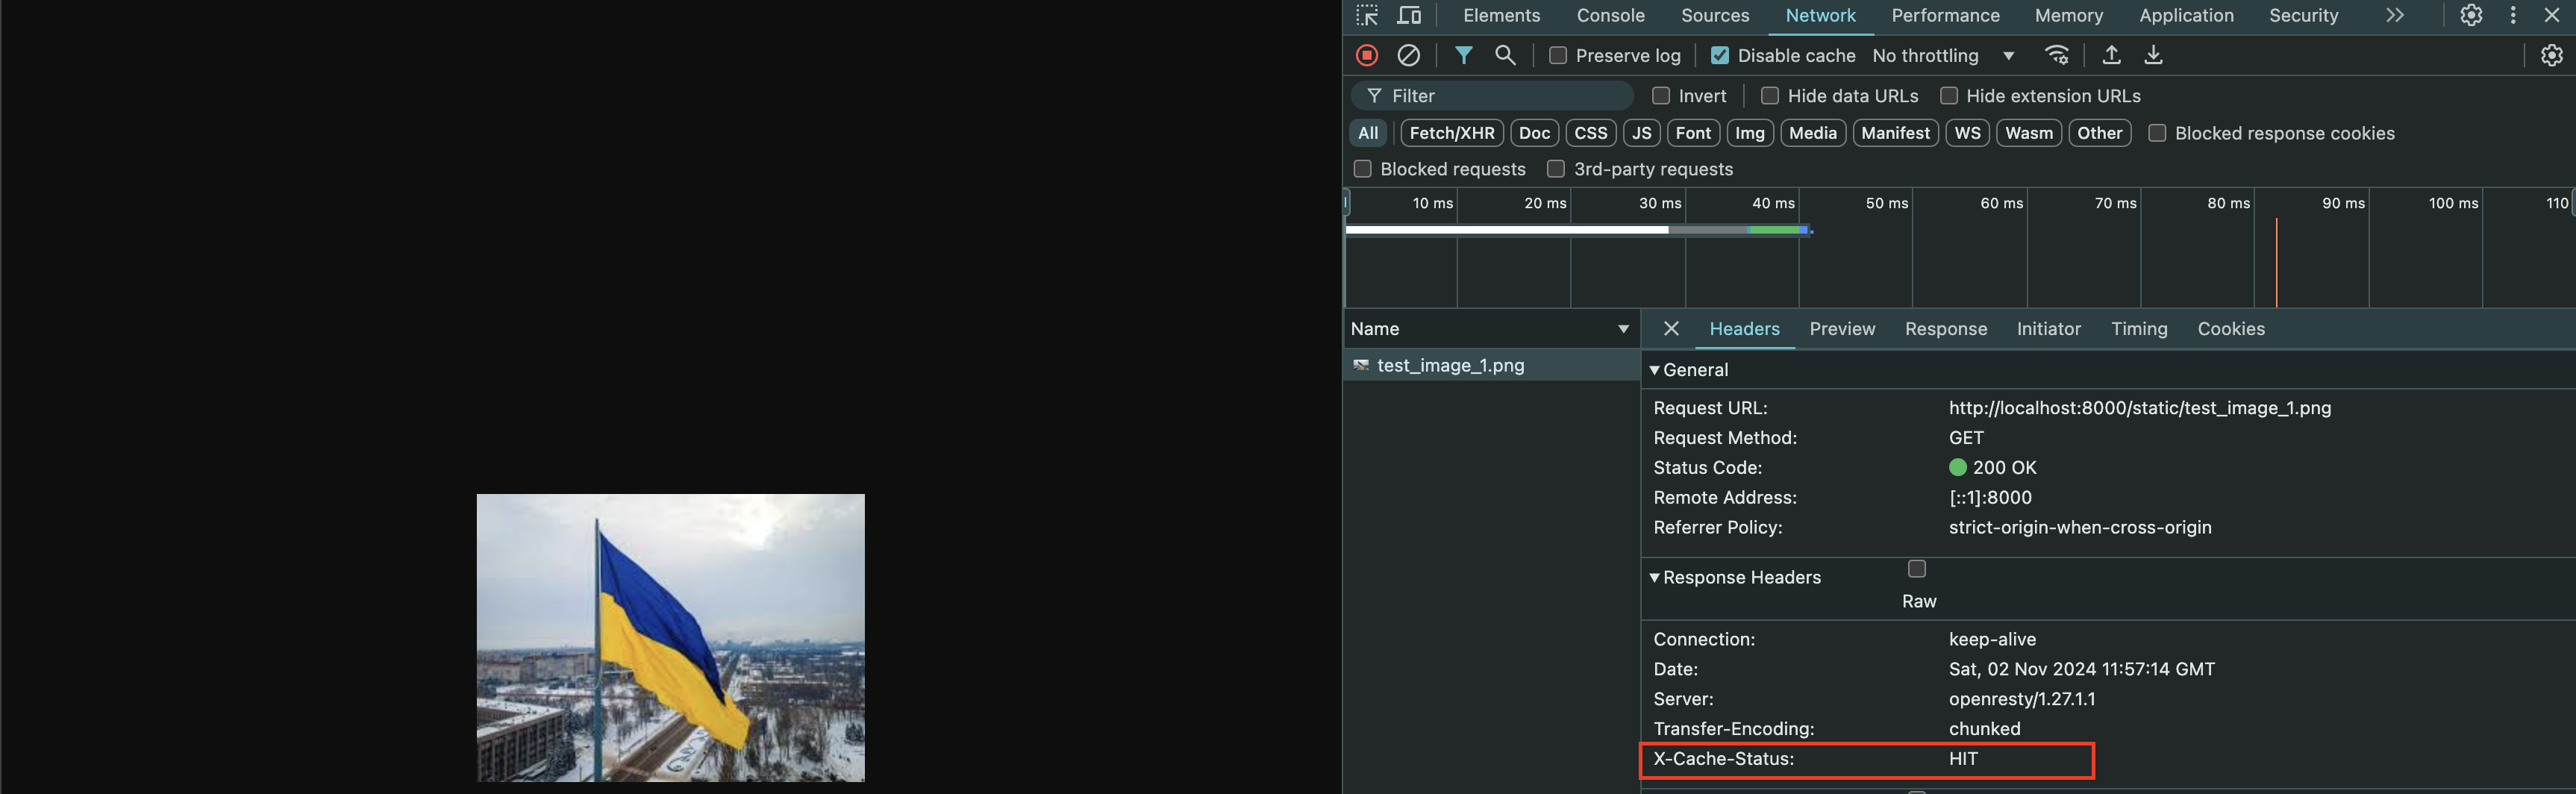 Elements Console Sources Network Performance Memory Application Security
Preserve log Disable cache No throttling
Filter Invert Hide data URLs Hide extension URLs
All Fetch/XHR Doc CSS JS Font Img Media Manifest WS Wasm Other Blocked response cookies
Blocked requests 3rd-party requests
10 ms 20 ms 30 ms 40 ms 50 ms 60 ms 70 ms 80 ms 90 ms 100 ms 110
Name Headers Preview Response Initiator Timing Cookies
test_image_1.png
General
Request URL: http://localhost:8000/static/test_image_1.png
Request Method: GET
Status Code: 200 OK
Remote Address: [::1]:8000
Referrer Policy: strict-origin-when-cross-origin
Response Headers
Raw
Connection: keep-alive
Date: Sat, 02 Nov 2024 11:57:14 GMT
Server: openresty/1.27.1.1
Transfer-Encoding: chunked
X-Cache-Status: HIT